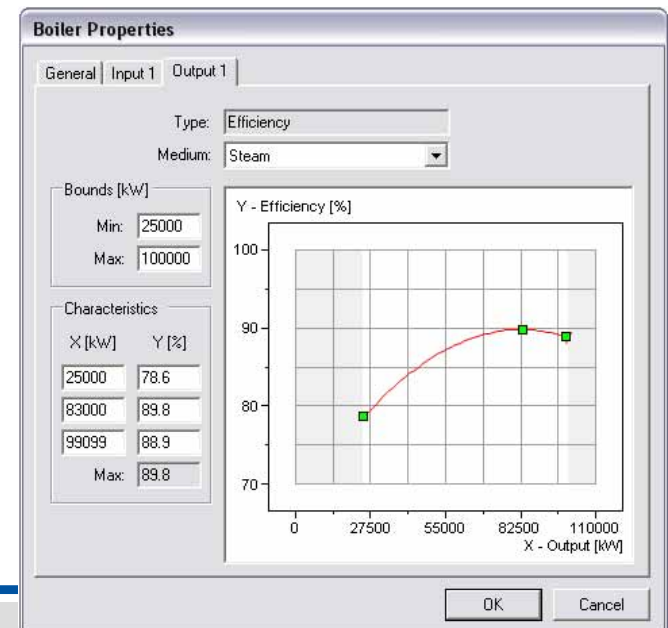 Boiler Properties
General Input 1 Output 1
Type: Efficiency
Medium: Steam
Bounds [kW]
Min: 25000
Max: 100000
Characteristics
X [kW] Y [%]
25000 78.6
83000 89.8
99099 88.9
Max: 89.8
Y - Efficiency [%]
100
90
80
70
0 27500 55000 82500 110000
X - Output [kW]
OK Cancel